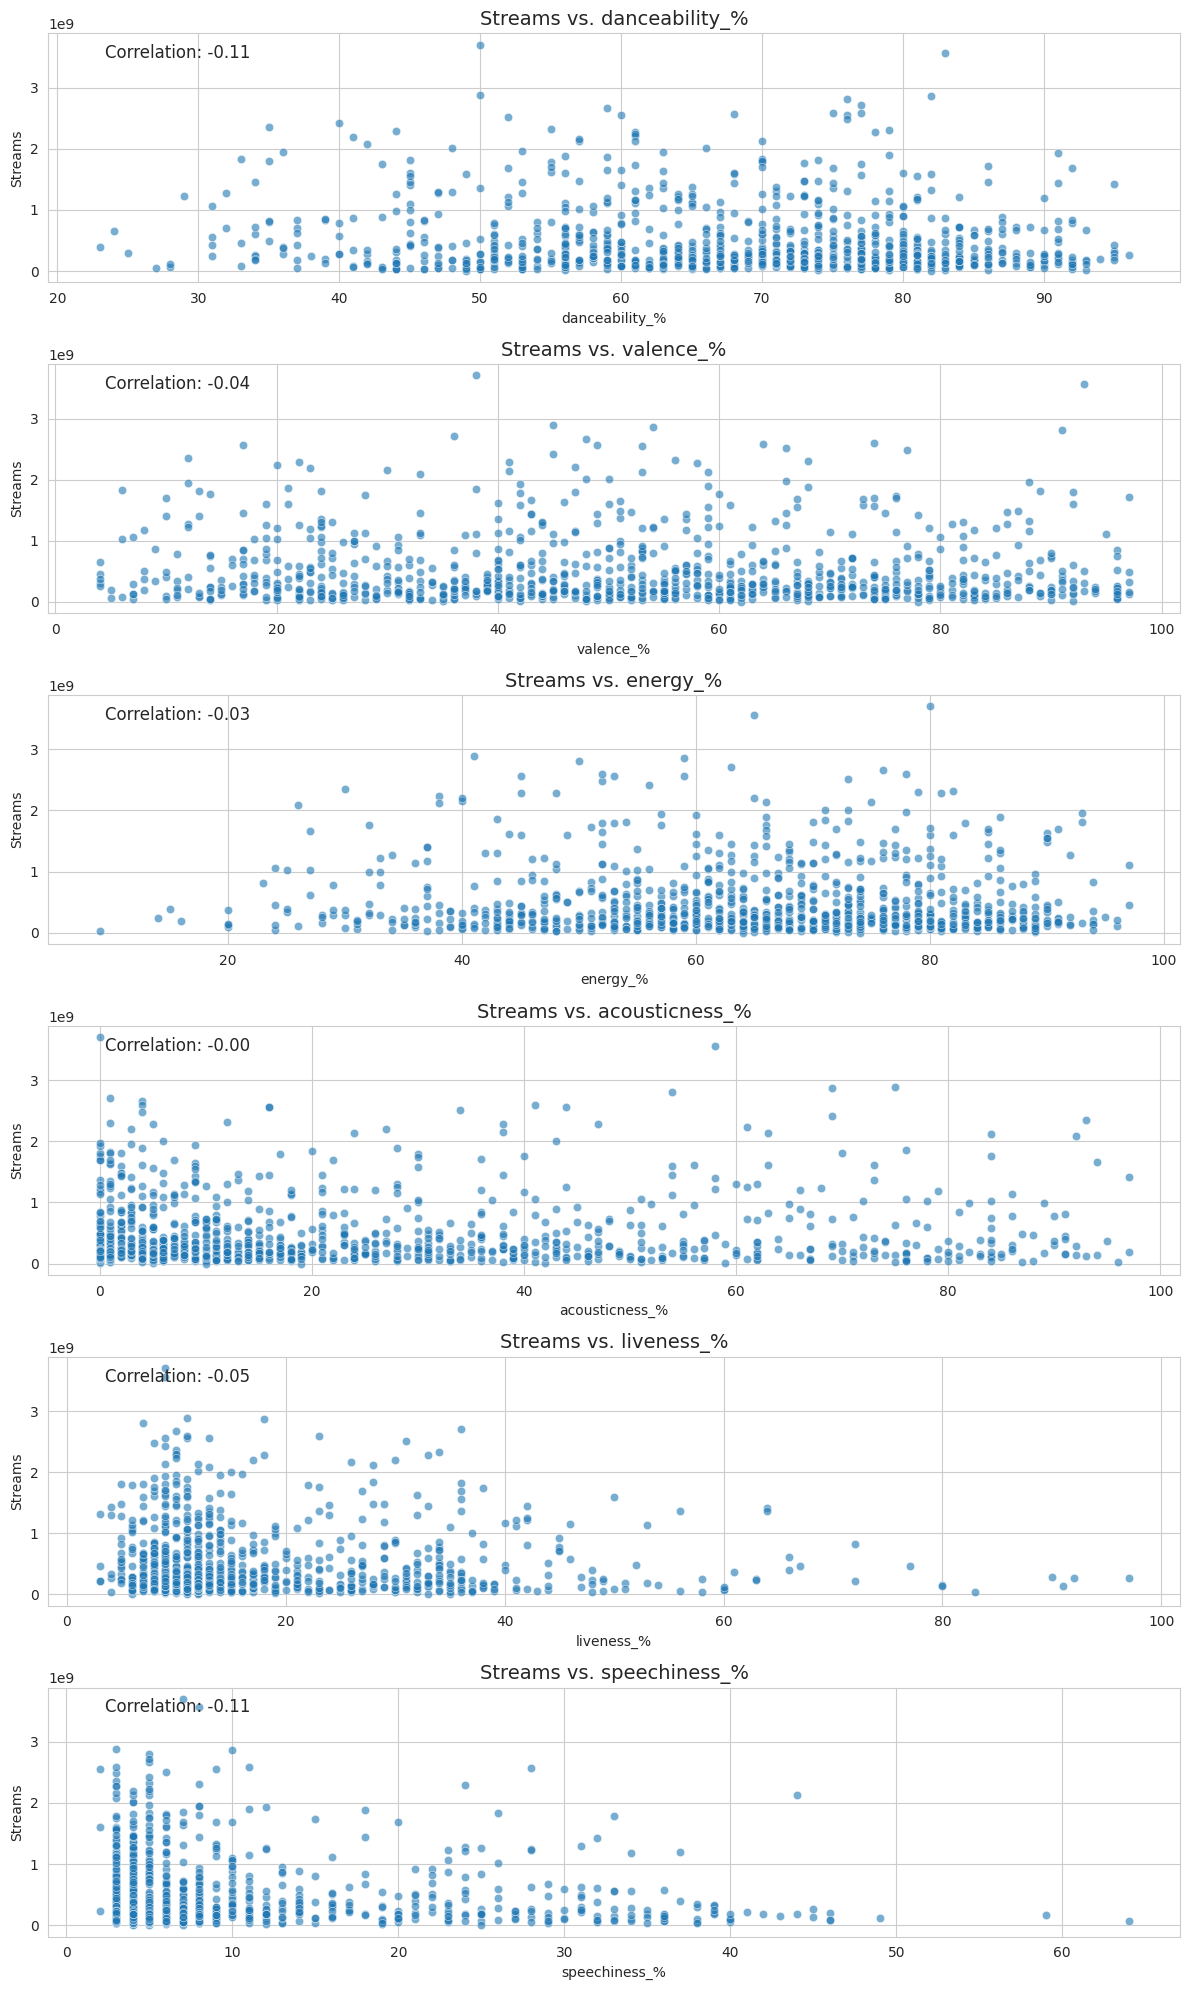 Streams vs. danceability_%
1e9
Correlation: -0.11
3
2
1
0
Streams
20 30 40 50 60 70 80 90
danceability_%
Streams vs. valence_%
1e9
Correlation: -0.04
3
2
1
0
Streams
0 20 40 60 80 100
valence_%
Streams vs. energy_%
1e9
Correlation: -0.03
3
2
1
0
Streams
20 40 60 80 100
energy_%
Streams vs. acousticness_%
1e9
Correlation: -0.00
3
2
1
0
Streams
0 20 40 60 80 100
acousticness_%
Streams vs. liveness_%
1e9
Correlation: -0.05
3
2
1
0
Streams
0 20 40 60 80 100
liveness_%
Streams vs. speechiness_%
1e9
Correlation: -0.11
3
2
1
0
Streams
0 10 20 30 40 50 60
speechiness_%